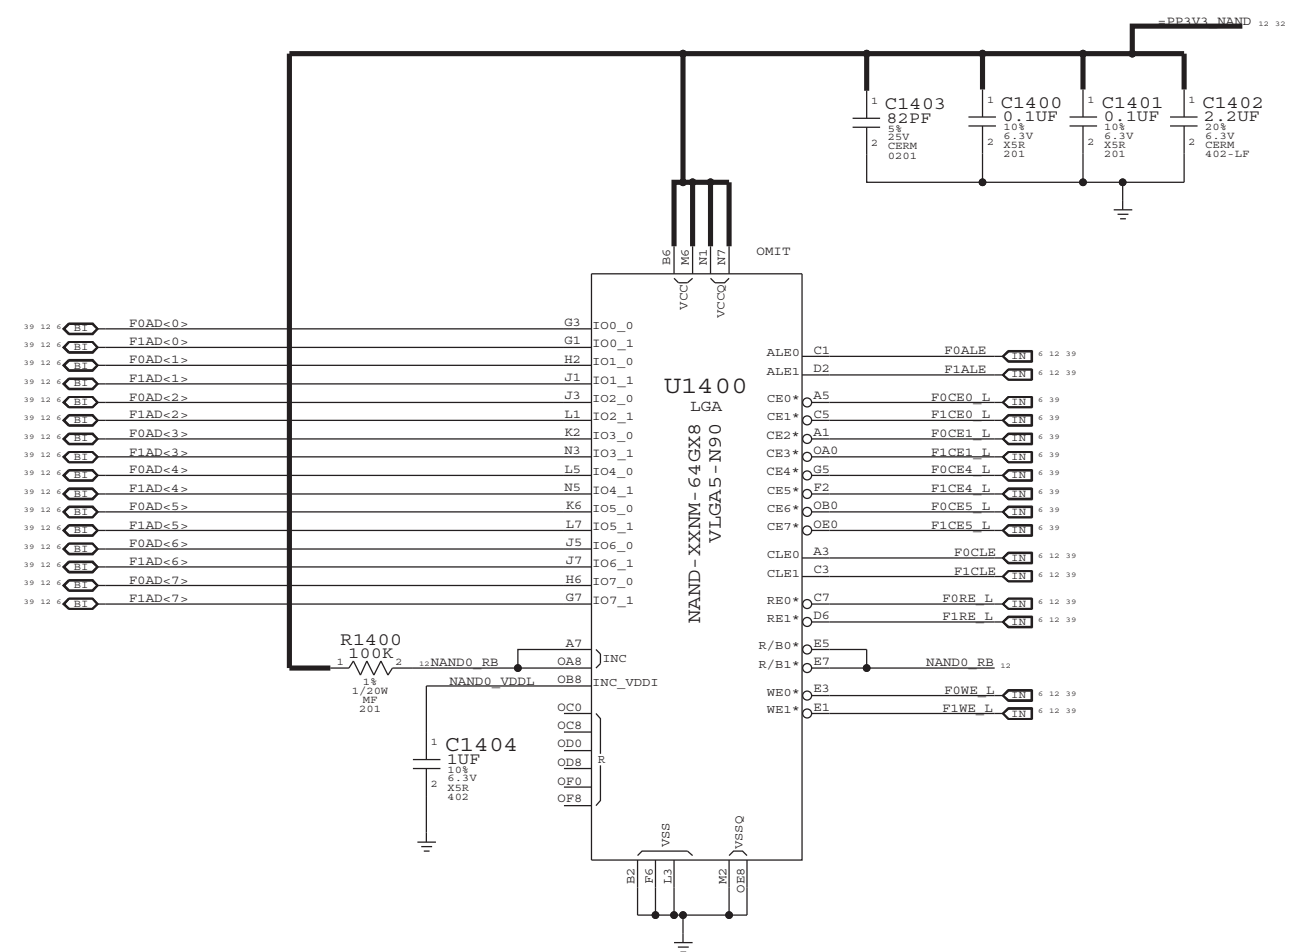 =PP3V3_NAND 12 32
1 C1403
82PF
5%
25V
CERM
0201
2
1 C1400
0.1UF
10%
6.3V
X5R
201
2
1 C1401
0.1UF
10%
6.3V
X5R
201
2
1 C1402
2.2UF
20%
6.3V
CERM
402-LF
2
OMIT
B6 M6 N1 N7
VCC VCCQ
39 12 6 BI F0AD<0> G3 IO0_0
39 12 6 BI F1AD<0> G1 IO0_1
39 12 6 BI F0AD<1> H2 IO1_0
39 12 6 BI F1AD<1> J1 IO1_1
39 12 6 BI F0AD<2> J3 IO2_0
39 12 6 BI F1AD<2> L1 IO2_1
39 12 6 BI F0AD<3> K2 IO3_0
39 12 6 BI F1AD<3> N3 IO3_1
39 12 6 BI F0AD<4> L5 IO4_0
39 12 6 BI F1AD<4> N5 IO4_1
39 12 6 BI F0AD<5> K6 IO5_0
39 12 6 BI F1AD<5> L7 IO5_1
39 12 6 BI F0AD<6> J5 IO6_0
39 12 6 BI F1AD<6> J7 IO6_1
39 12 6 BI F0AD<7> H6 IO7_0
39 12 6 BI F1AD<7> G7 IO7_1
U1400
LGA
NAND-XXNM-64GX8
VLGA5-N90
ALE0 C1 F0ALE IN 6 12 39
ALE1 D2 F1ALE IN 6 12 39
CE0* A5 F0CE0_L IN 6 39
CE1* C5 F1CE0_L IN 6 39
CE2* A1 F0CE1_L IN 6 39
CE3* OA0 F1CE1_L IN 6 39
CE4* G5 F0CE4_L IN 6 39
CE5* F2 F1CE4_L IN 6 39
CE6* OB0 F0CE5_L IN 6 39
CE7* OE0 F1CE5_L IN 6 39
CLE0 A3 F0CLE IN 6 12 39
CLE1 C3 F1CLE IN 6 12 39
RE0* C7 F0RE_L IN 6 12 39
RE1* D6 F1RE_L IN 6 12 39
R/B0* E5
R/B1* E7 NAND0_RB 12
WE0* E3 F0WE_L IN 6 12 39
WE1* E1 F1WE_L IN 6 12 39
R1400
100K
1 2
1%
1/20W
MF
201
12 NAND0_RB
A7
OA8
INC
NAND0_VDDL OB8 INC_VDDI
1 C1404
1UF
10%
6.3V
X5R
402
2
OC0
OC8
OD0
OD8
OF0
OF8
R
VSS VSSQ
B2 F6 L3 M2 OE8